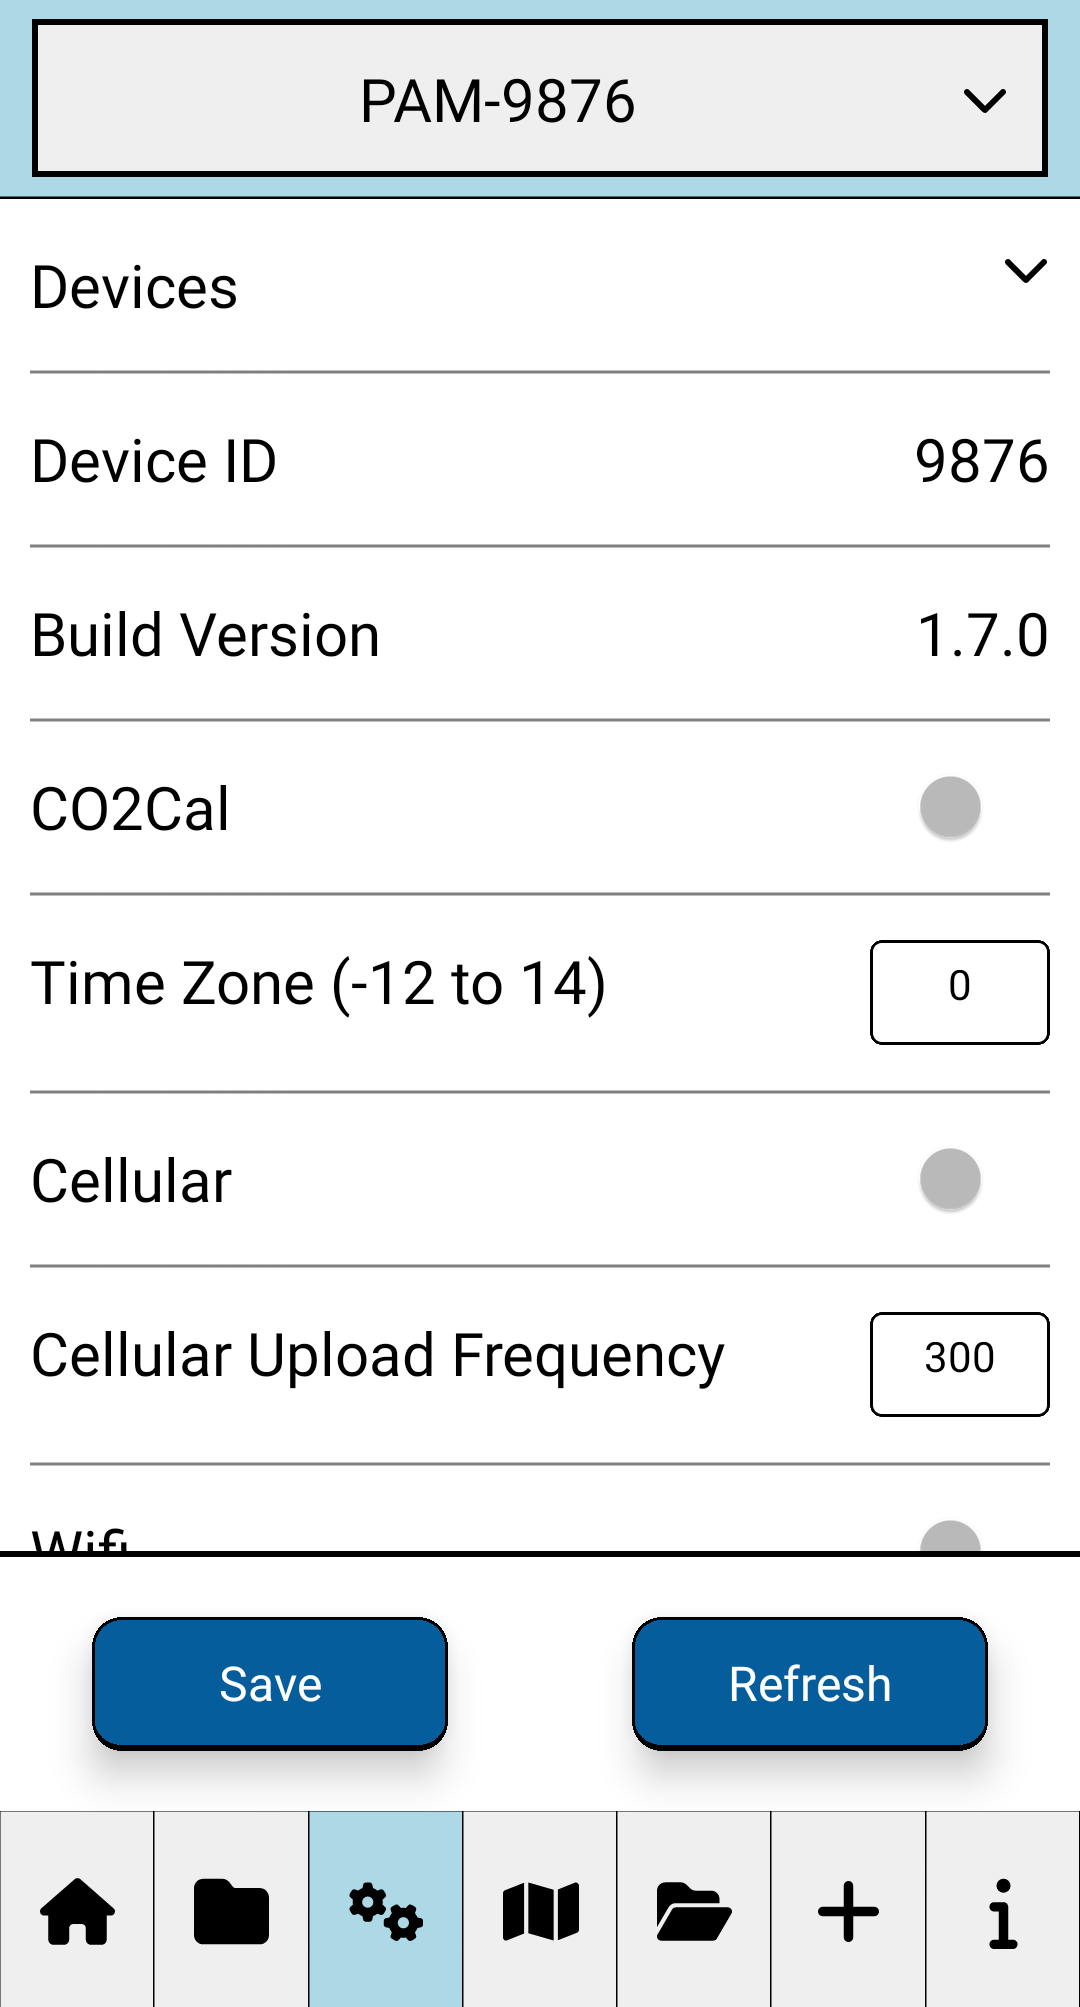 PAM-9876
Devices
Device ID 9876
Build Version 1.7.0
CO2Cal
Time Zone (-12 to 14) 0
Cellular
Cellular Upload Frequency 300
Wifi
Save Refresh